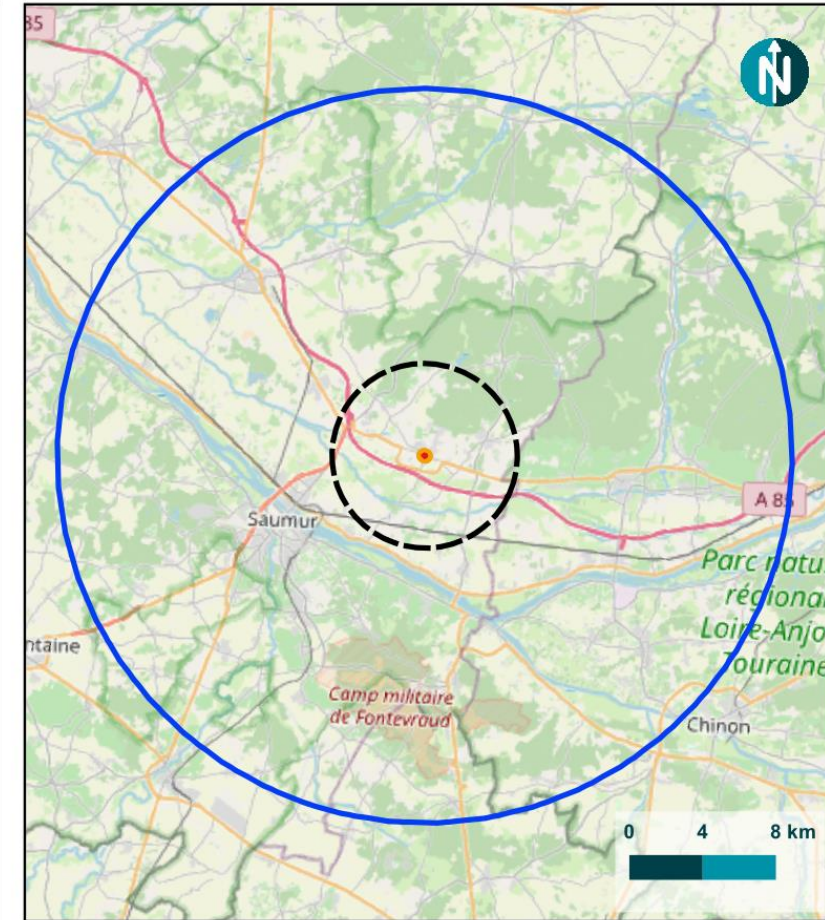 85
N
Saumur
A 85
Parc natu
régional
Loire-Anjo
Touraine
ntaine
Camp militaire
de Fontevraud
Chinon
0 4 8 km